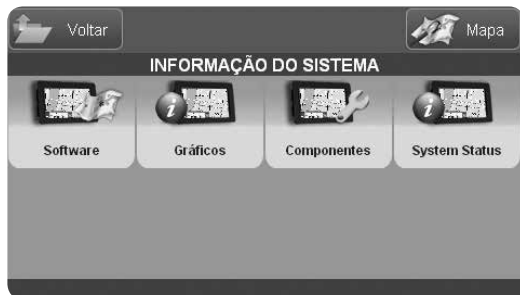 Voltar
Mapa
INFORMAÇÃO DO SISTEMA
Software
Gráficos
Componentes
System Status